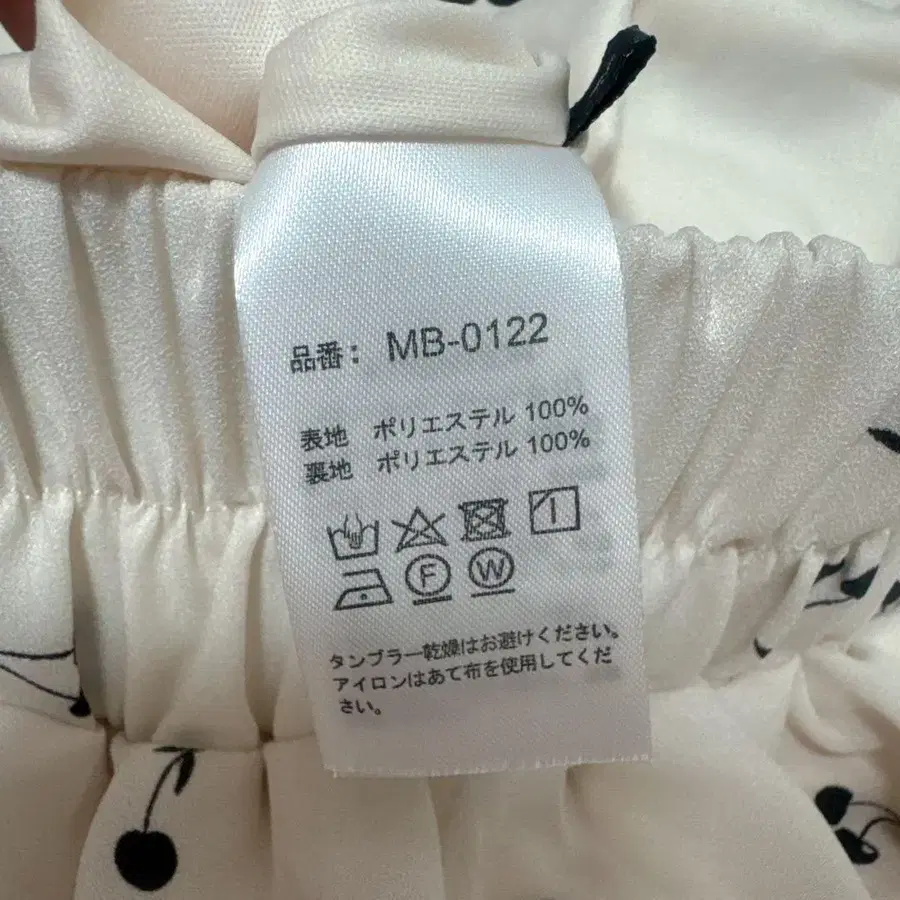 品番： MB-0122
表地 ポリエステル 100%
裏地 ポリエステル 100%
F W
タンブラー乾燥はお避けください。
アイロンはあて布を使用してくだ
さい。